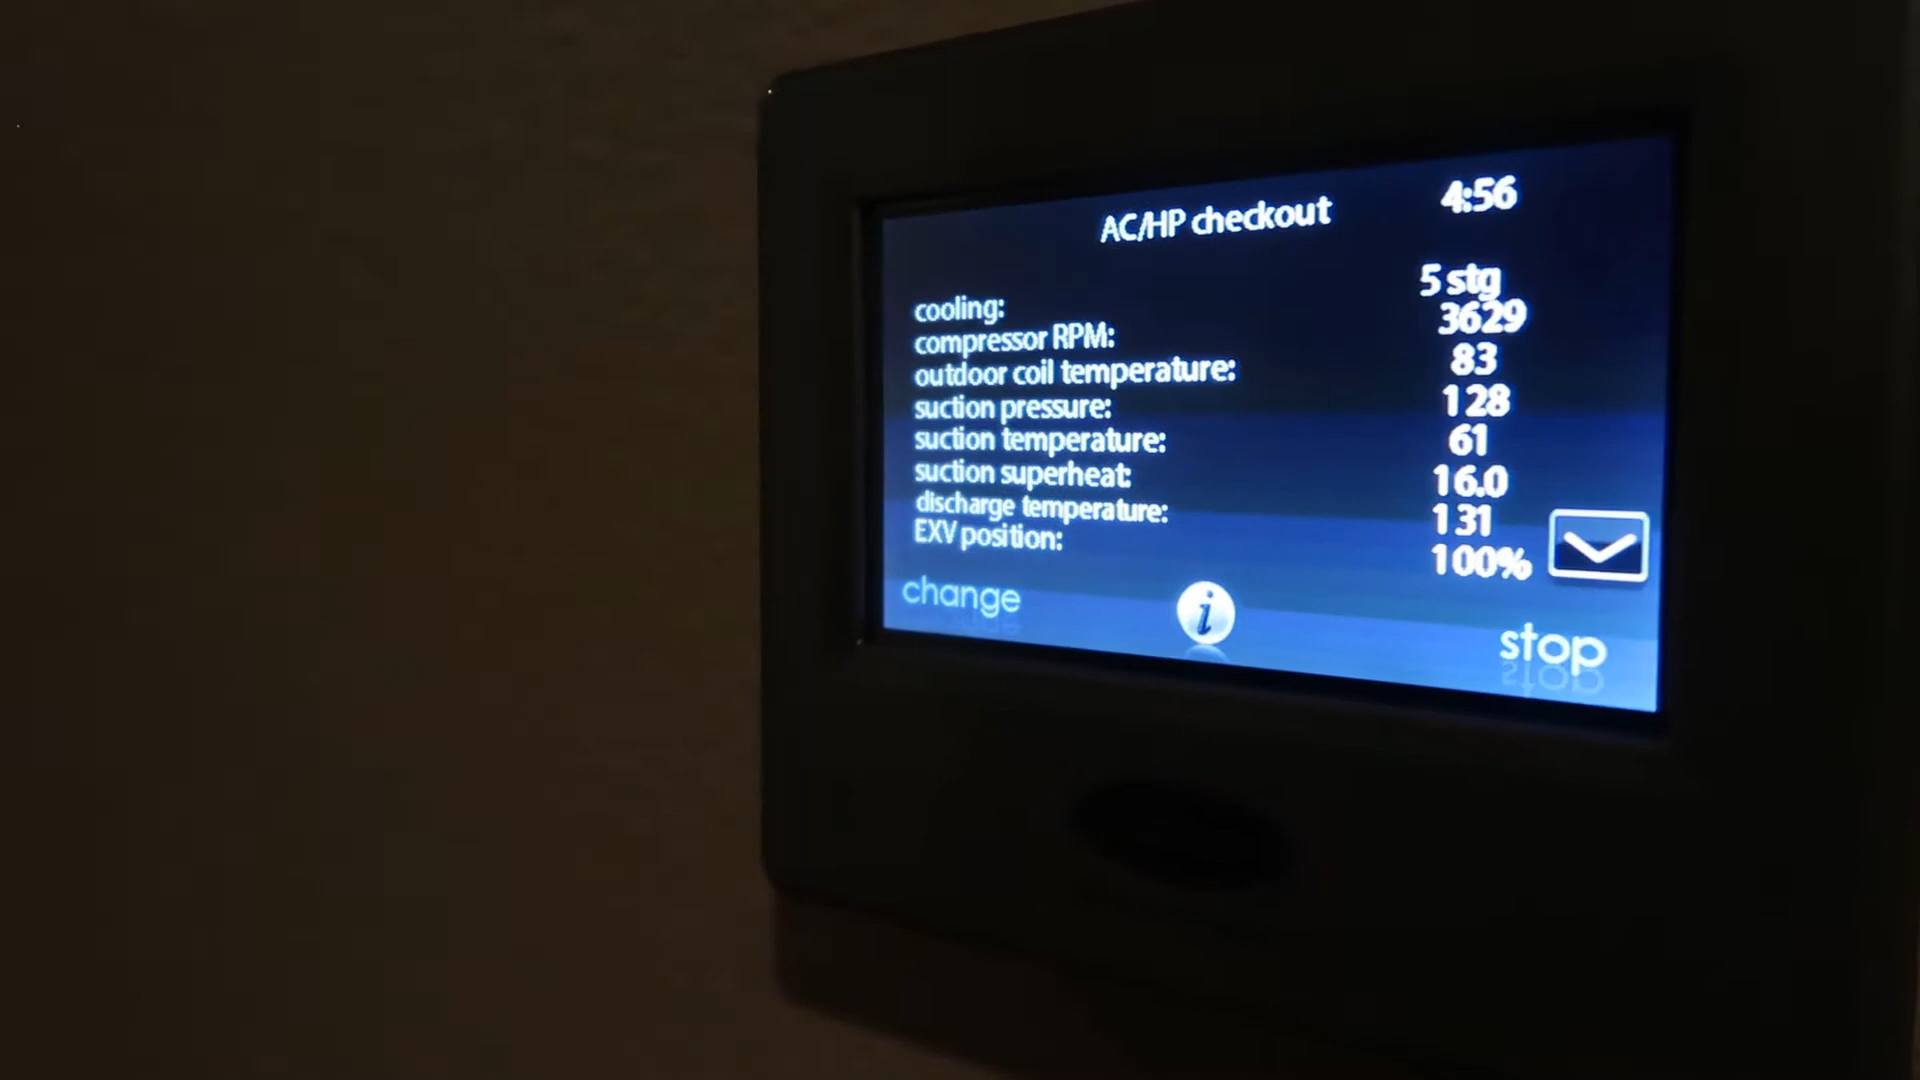 AC/HP checkout 4:56
cooling: 5 stg
compressor RPM: 3629
outdoor coil temperature: 83
suction pressure: 128
suction temperature: 61
suction superheat: 16.0
discharge temperature: 131
EXV position: 100%
change i stop